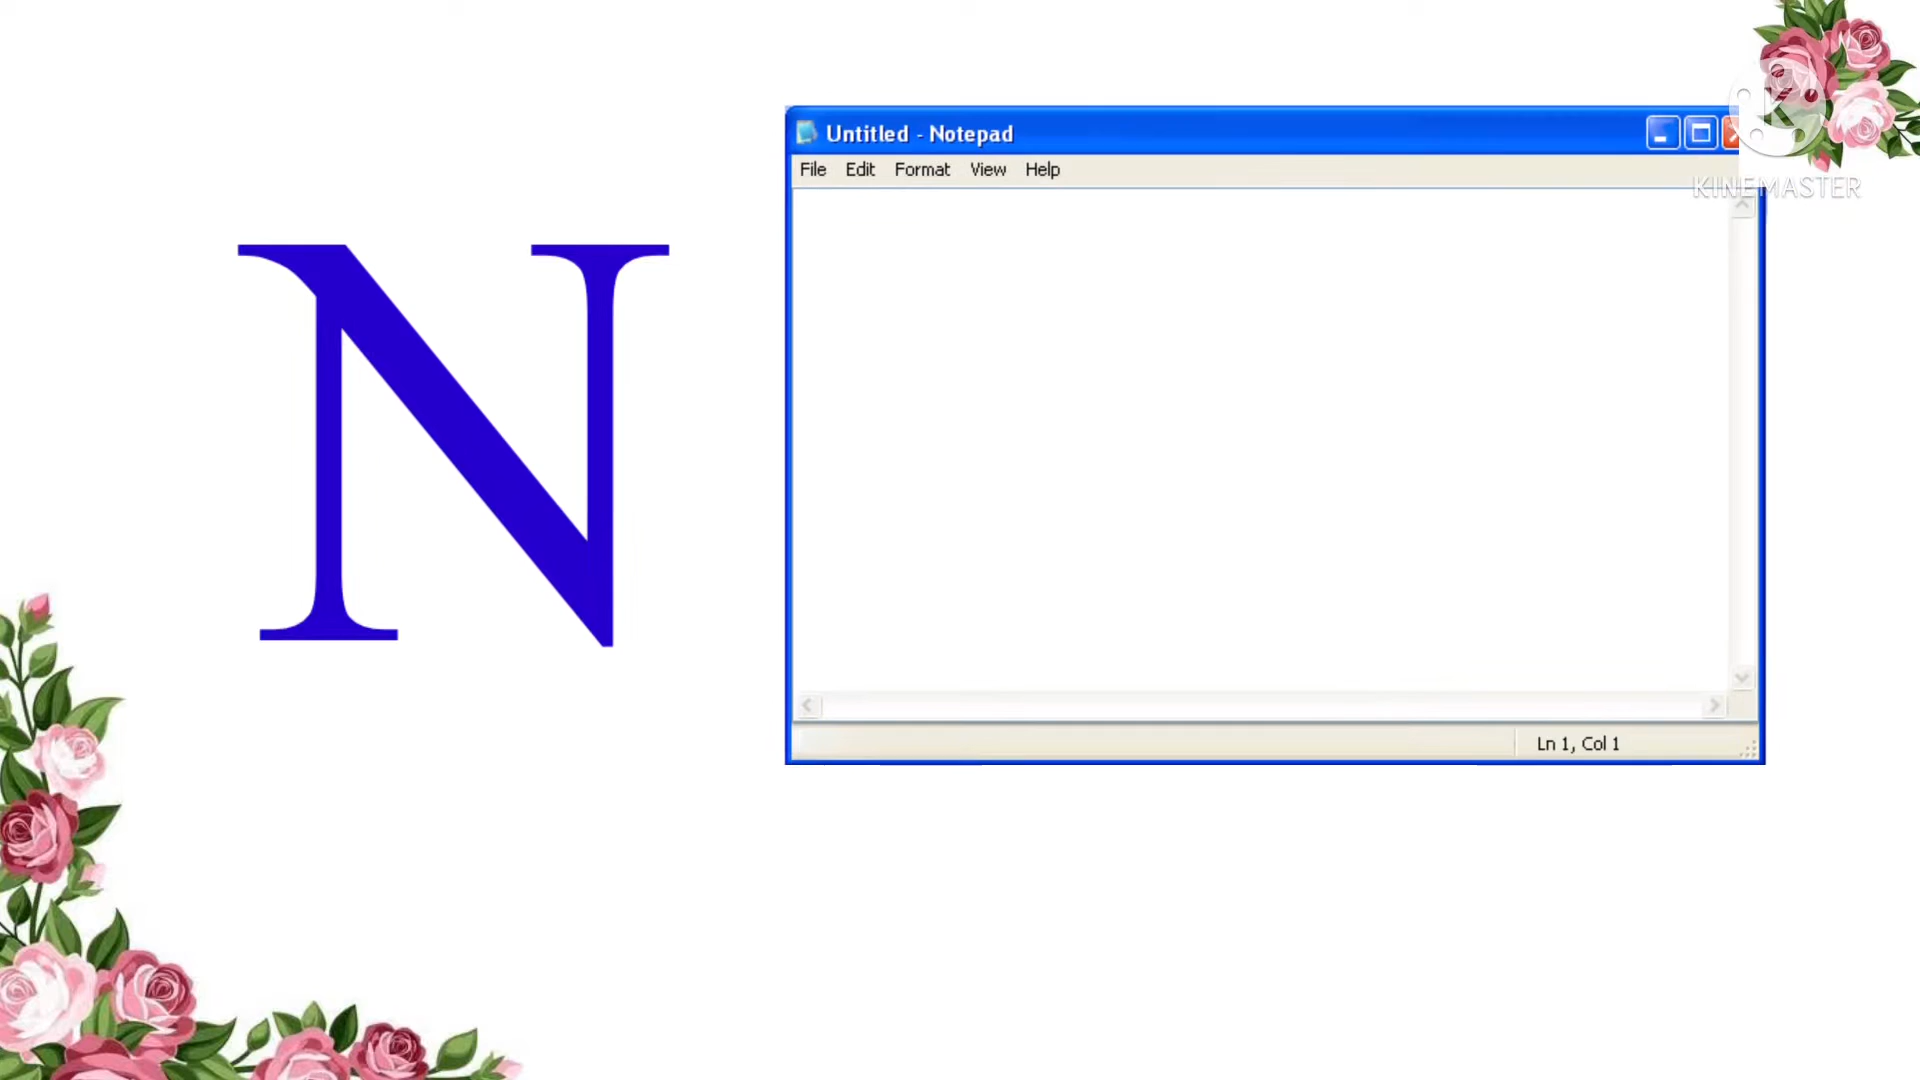 Untitled - Notepad
File Edit Format View Help
KINEMASTER
N
Ln 1, Col 1